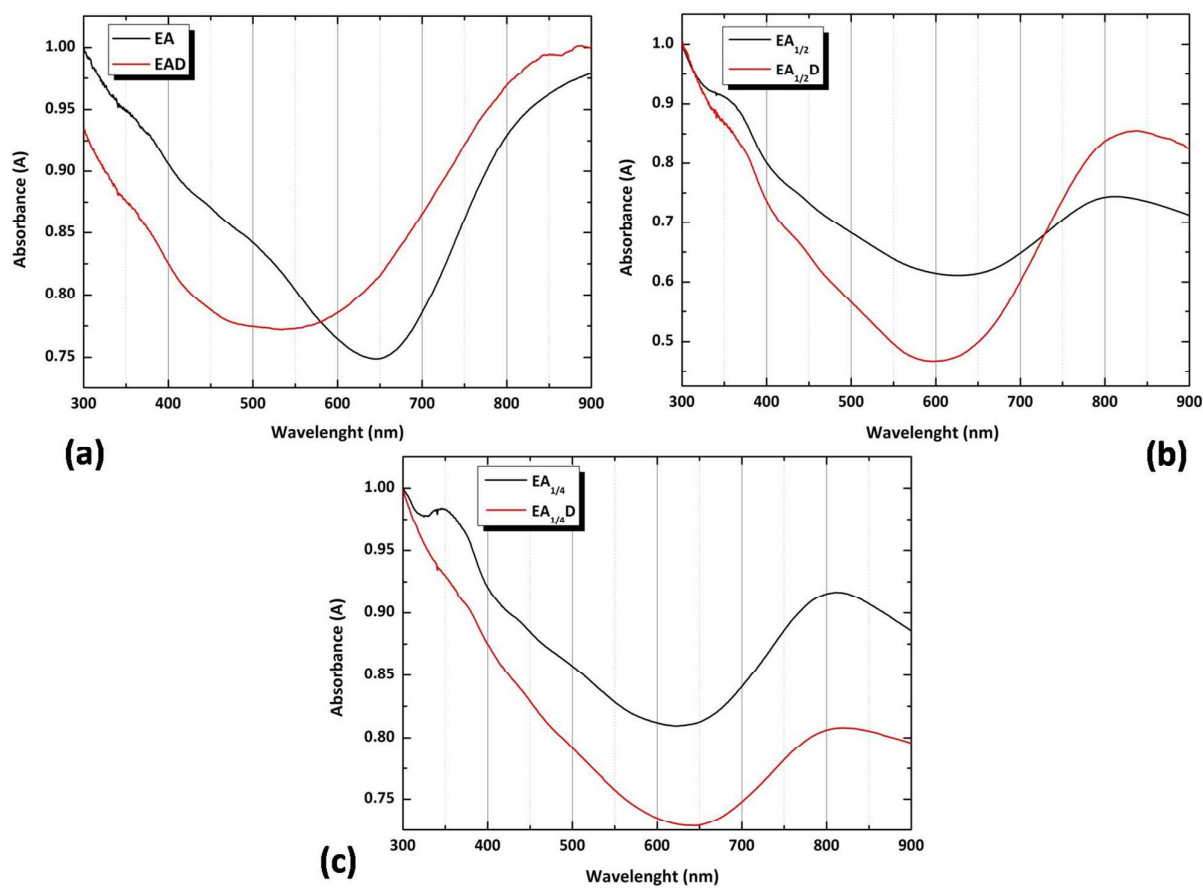 EA
EAD
1.00
0.95
0.90
0.85
0.80
0.75
Absorbance (A)
300 400 500 600 700 800 900
Wavelenght (nm)
(a)
EA1/2
EA1/2D
1.0
0.9
0.8
0.7
0.6
0.5
Absorbance (A)
300 400 500 600 700 800 900
Wavelenght (nm)
(b)
EA1/4
EA1/4D
1.00
0.95
0.90
0.85
0.80
0.75
Absorbance (A)
300 400 500 600 700 800 900
Wavelenght (nm)
(c)